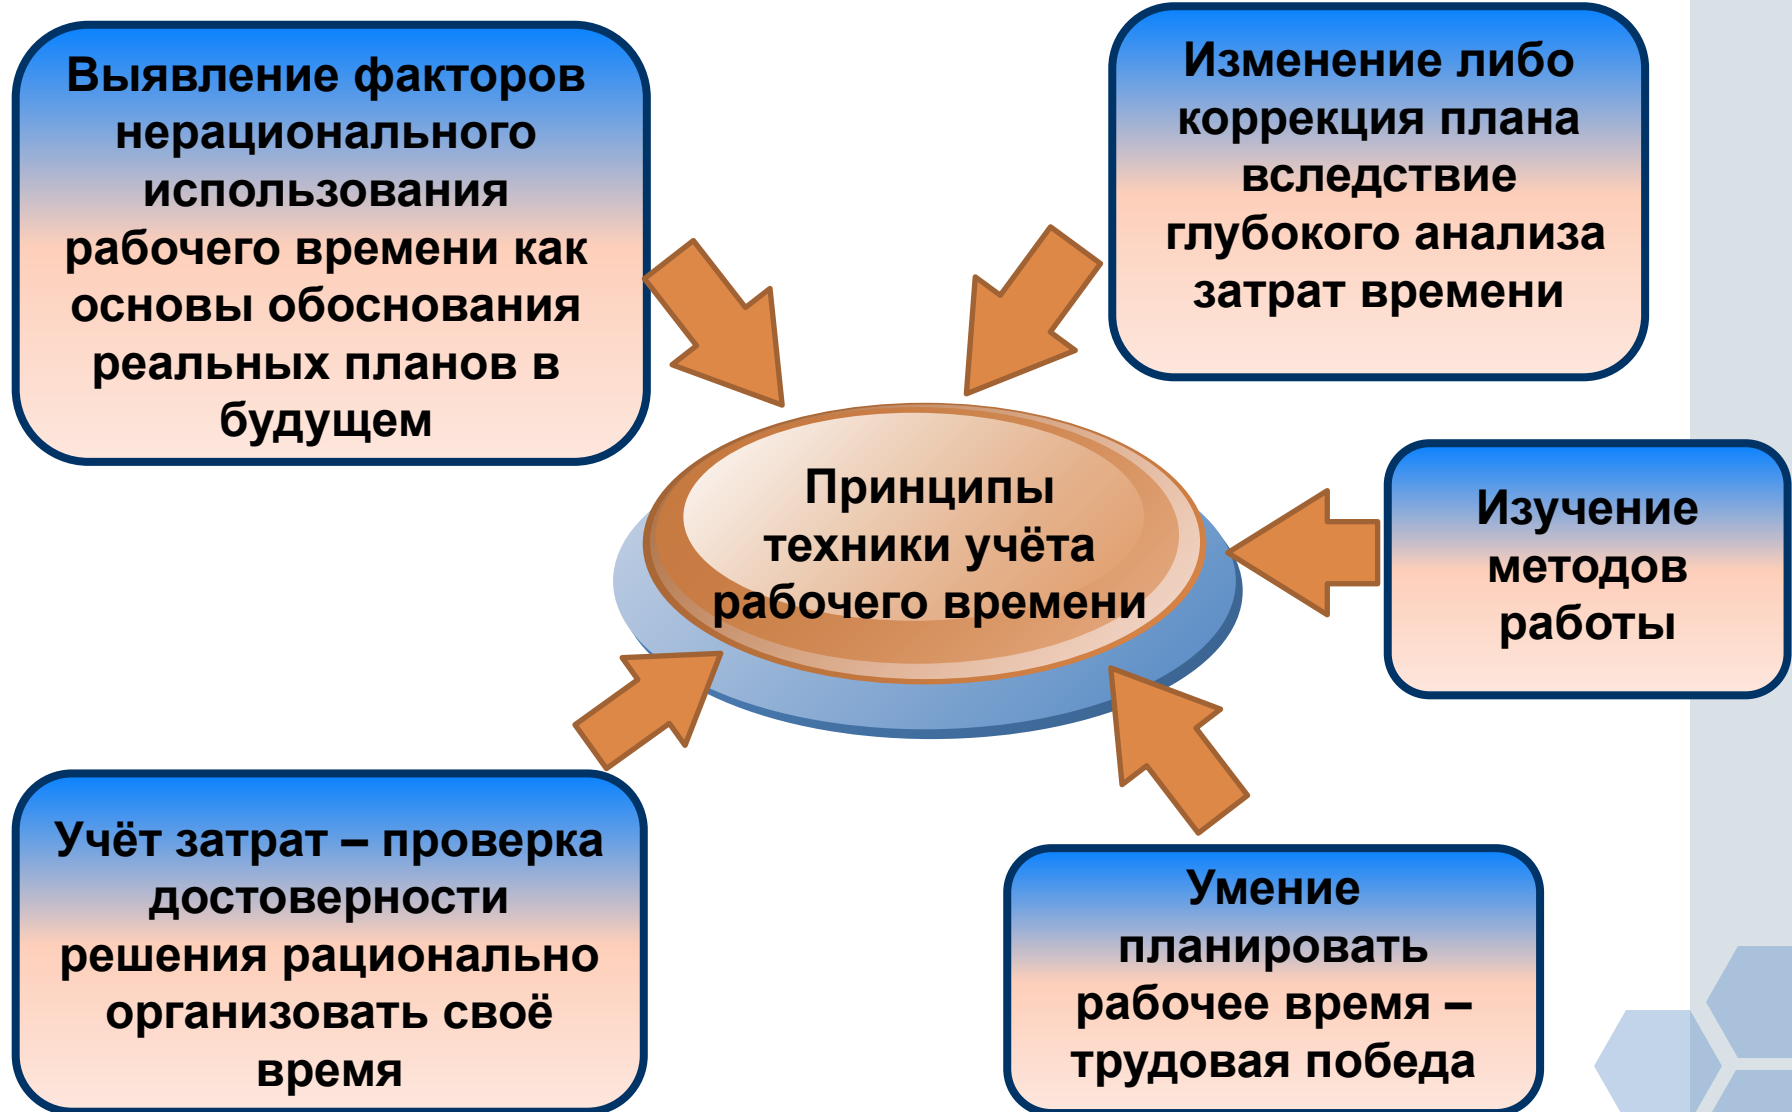 Выявление факторов
нерационального
использования
рабочего времени как
основы обоснования
реальных планов в
будущем
Изменение либо
коррекция плана
вследствие
глубокого анализа
затрат времени
Принципы
техники учёта
рабочего времени
Изучение
методов
работы
Учёт затрат – проверка
достоверности
решения рационально
организовать своё
время
Умение
планировать
рабочее время –
трудовая победа